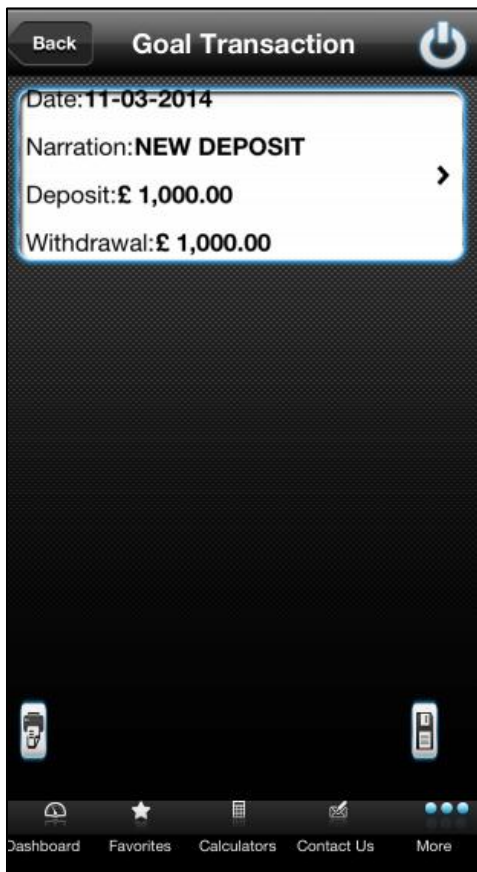 Back Goal Transaction
Date:11-03-2014
Narration:NEW DEPOSIT
Deposit:£ 1,000.00
Withdrawal:£ 1,000.00
Dashboard Favorites Calculators Contact Us More